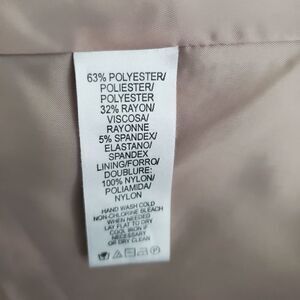 63% POLYESTER/
POLIESTER/
POLYESTER
32% RAYON/
VISCOSA/
RAYONNE
5% SPANDEX/
ELASTANO/
SPANDEX
LINING/FORRO/
DOUBLURE:
100% NYLON/
POLIAMIDA/
NYLON
HAND WASH COLD
NON-CHLORINE BLEACH
WHEN NEEDED
LAY FLAT TO DRY
COOL IRON IF
NECESSARY
OR DRY CLEAN